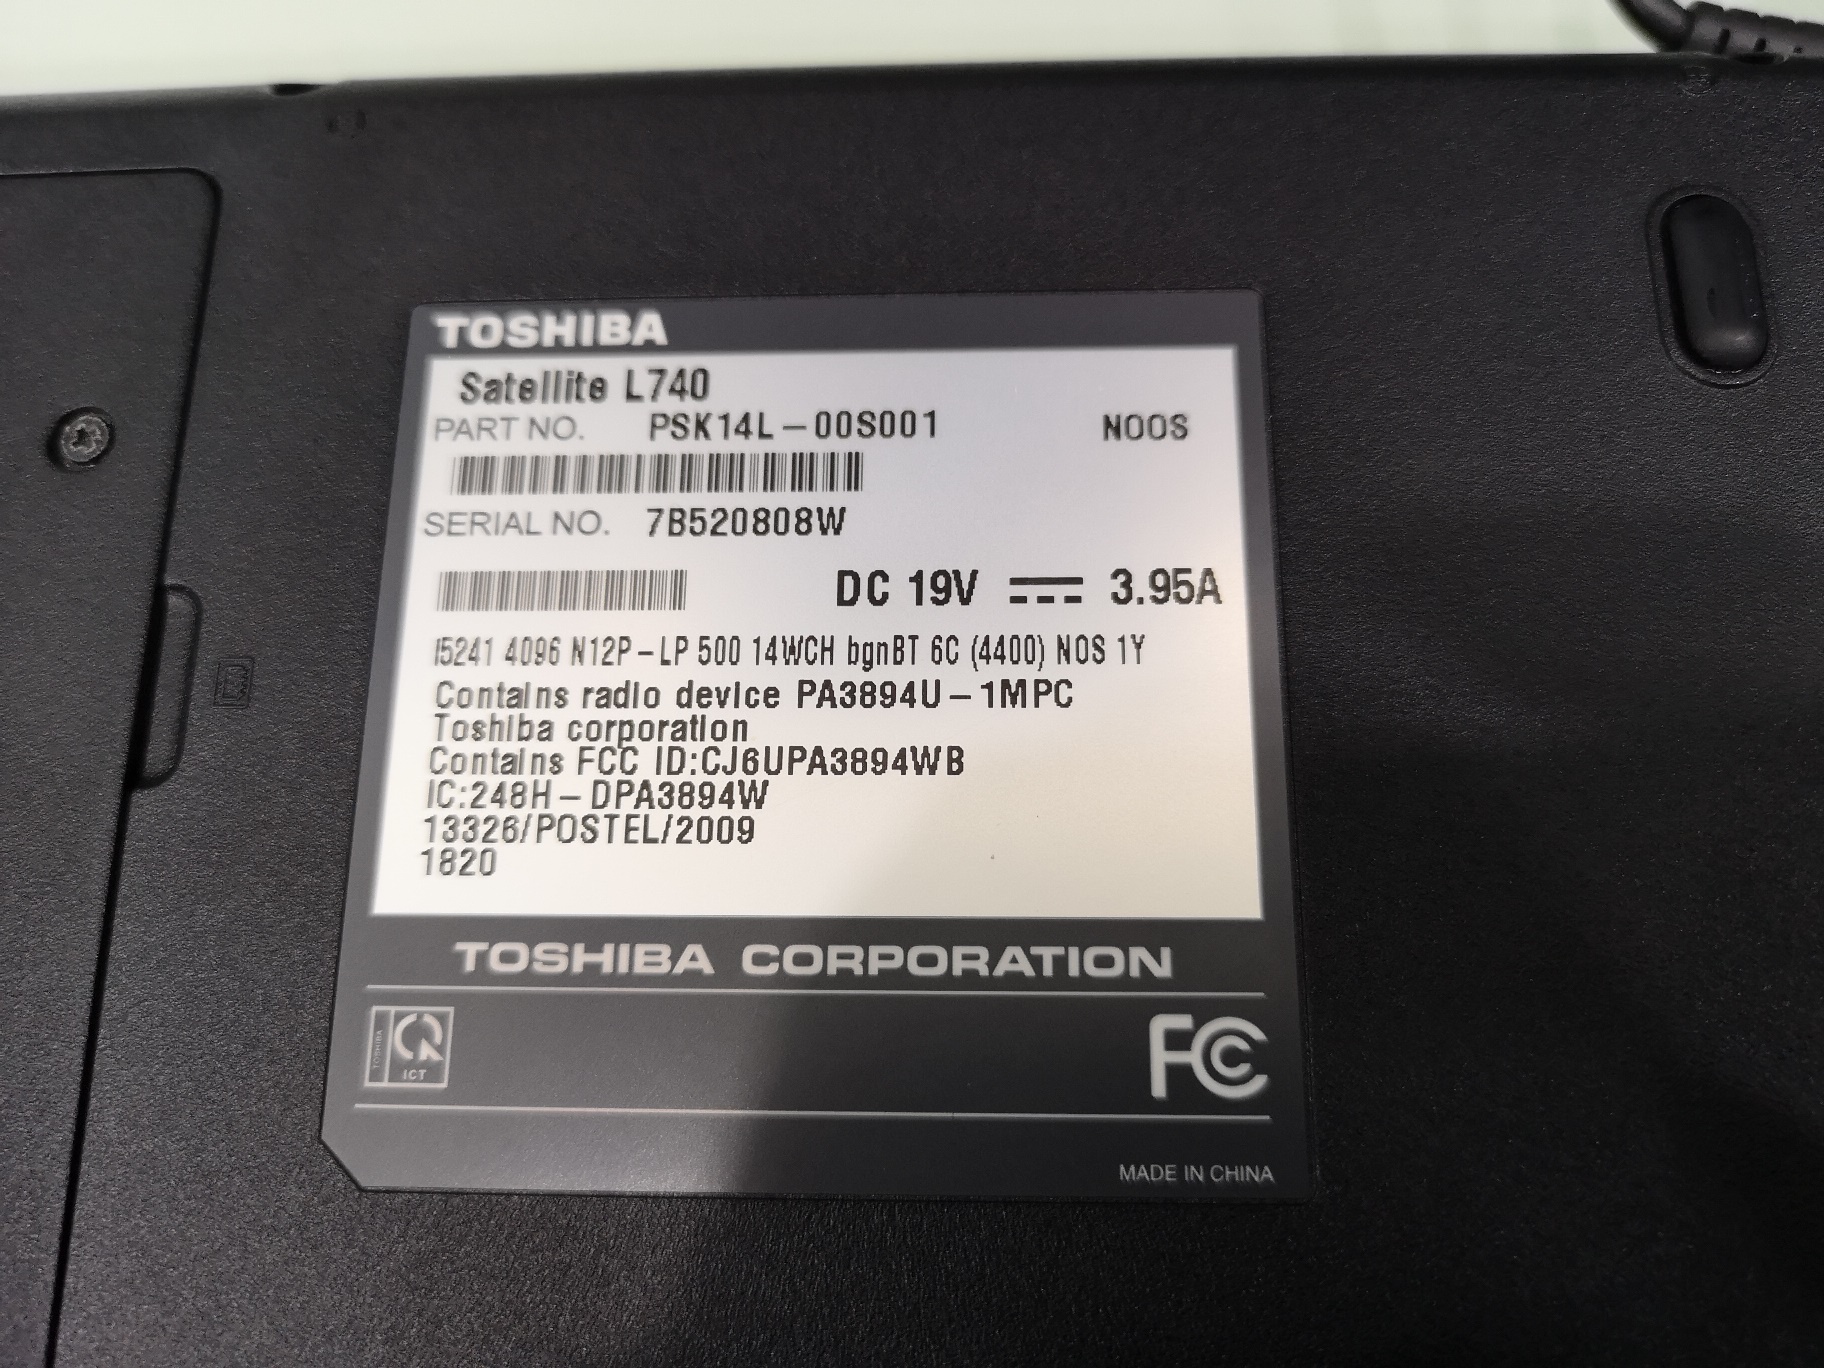 TOSHIBA
Satellite L740
PART NO. PSK14L-00S001 NOOS
SERIAL NO. 7B520808W
DC 19V 3.95A
I5241 4096 N12P-LP 500 14WCH bgnBT 6C (4400) NOS 1Y
Contains radio device PA3894U-1MPC
Toshiba corporation
Contains FCC ID:CJ6UPA3894WB
IC:248H-DPA3894W
13326/POSTEL/2009
1820
TOSHIBA CORPORATION
TOSHIBA
ICT
FC
MADE IN CHINA